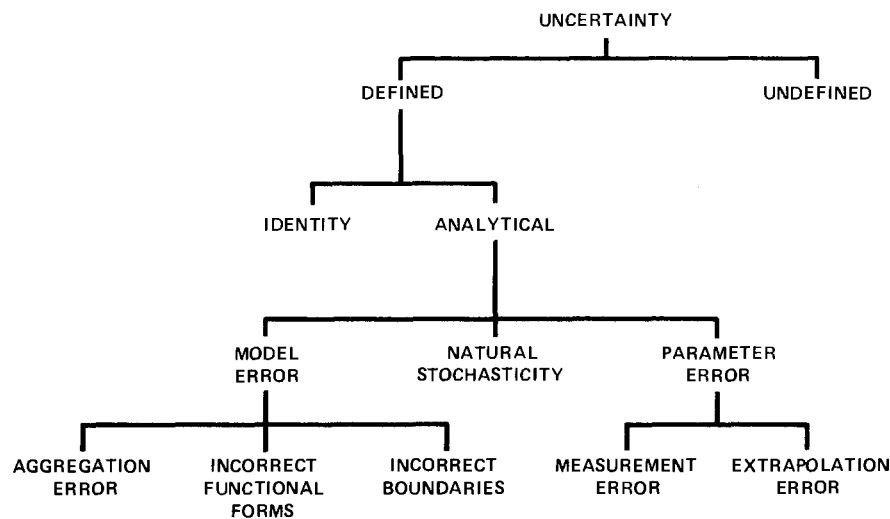 UNCERTAINTY
DEFINED
UNDEFINED
IDENTITY
ANALYTICAL
MODEL
ERROR
NATURAL
STOCHASTICITY
PARAMETER
ERROR
AGGREGATION
ERROR
INCORRECT
FUNCTIONAL
FORMS
INCORRECT
BOUNDARIES
MEASUREMENT
ERROR
EXTRAPOLATION
ERROR